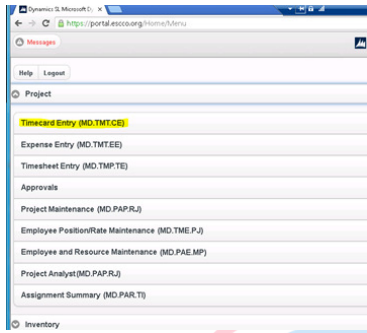 Dynamics SL Microsoft Dy
https://portal.escco.org/Home/Menu
Messages
Help Logout
Project
Timecard Entry (MD.TMT.CE)
Expense Entry (MD.TMT.EE)
Timesheet Entry (MD.TMP.TE)
Approvals
Project Maintenance (MD.PAP.RJ)
Employee Position/Rate Maintenance (MD.TME.PJ)
Employee and Resource Maintenance (MD.PAE.MP)
Project Analyst(MD.PAP.RJ)
Assignment Summary (MD.PAR.TI)
Inventory